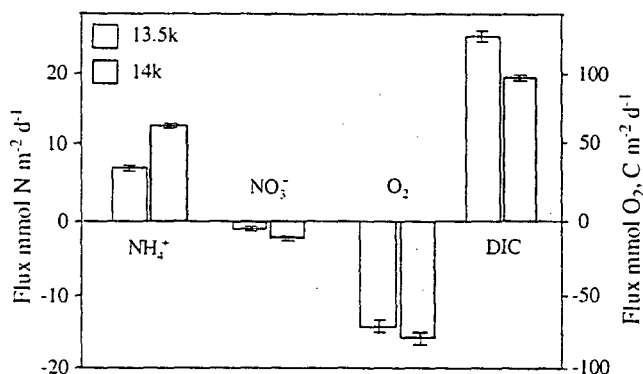 13.5k
14k
Flux mmol N m⁻² d⁻¹
20
10
0
-10
-20
NH₄⁺
NO₃⁻
O₂
DIC
100
50
0
-50
-100
Flux mmol O₂, C m⁻² d⁻¹